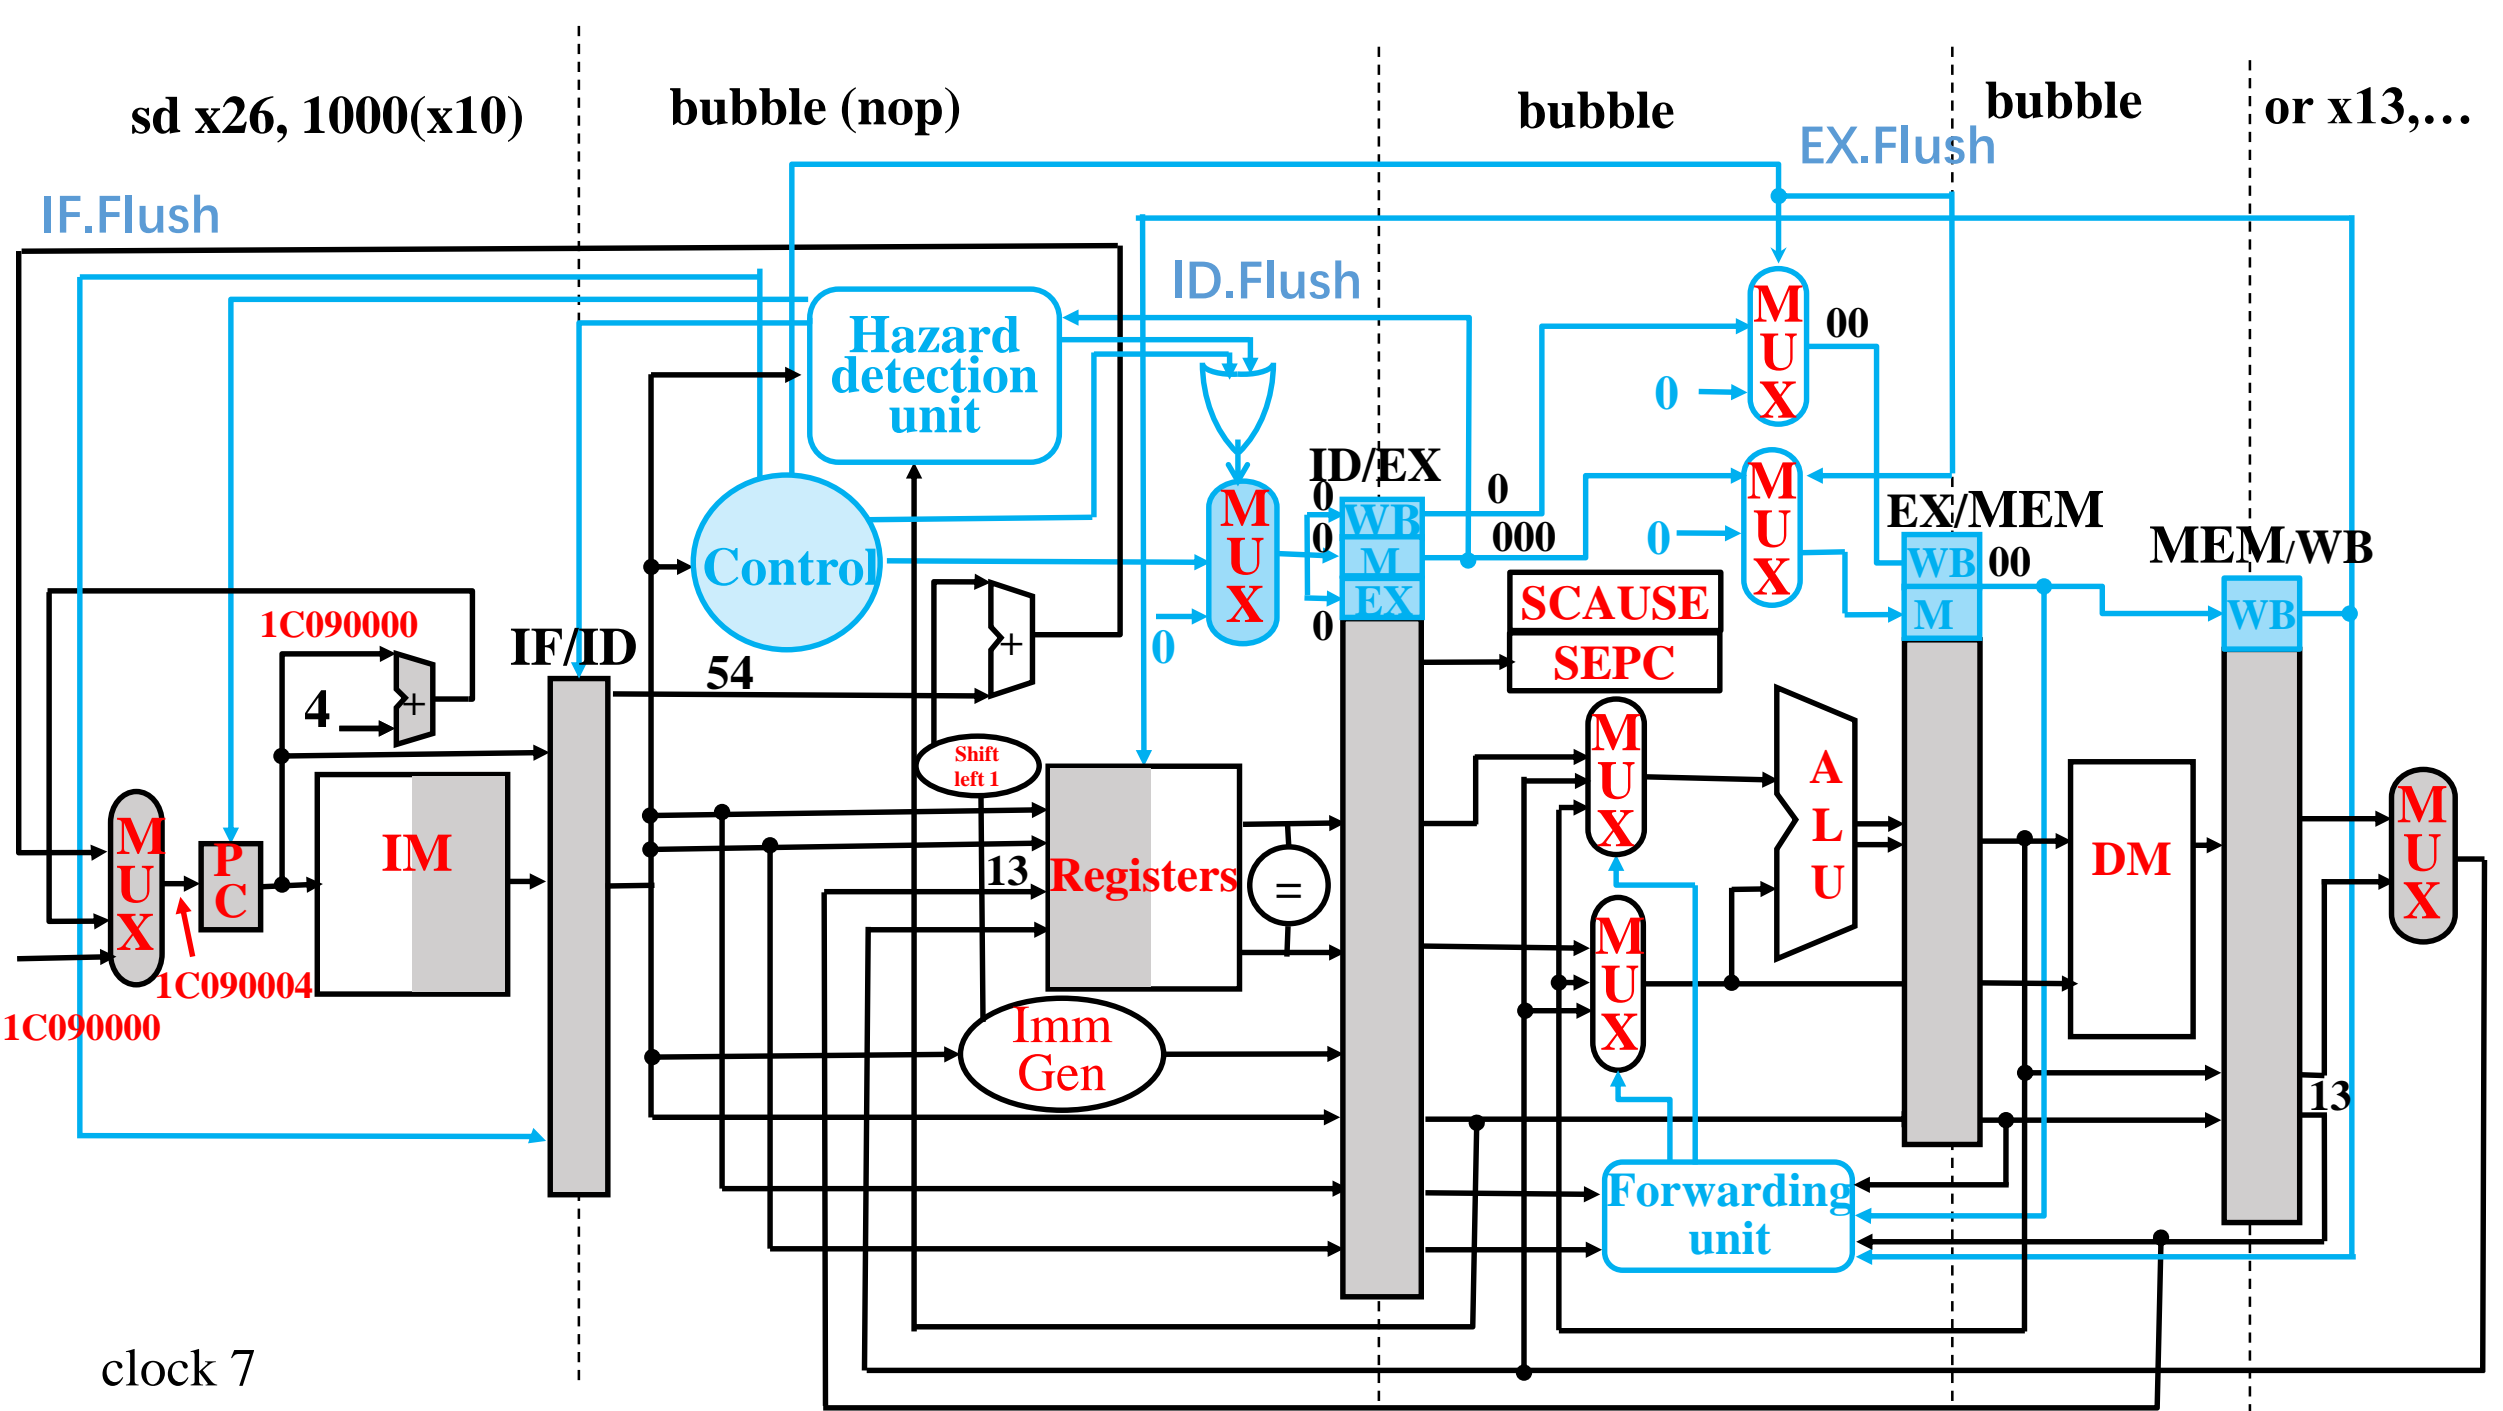 sd x26, 1000(x10)
bubble (nop)
bubble
bubble
or x13,…
EX.Flush
IF.Flush
ID.Flush
Hazard
detection
unit
M
U
X
00
0
ID/EX
0
0
0
WB
M
EX
0
000
M
U
X
0
M
U
X
0
Control
EX/MEM
WB
M
00
MEM/WB
WB
SCAUSE
SEPC
1C090000
IF/ID
54
+
4
+
Shift
left 1
M
U
X
P
C
IM
13
Registers
=
M
U
X
M
U
X
A
L
U
DM
M
U
X
1C090004
1C090000
Imm
Gen
13
Forwarding
unit
clock 7